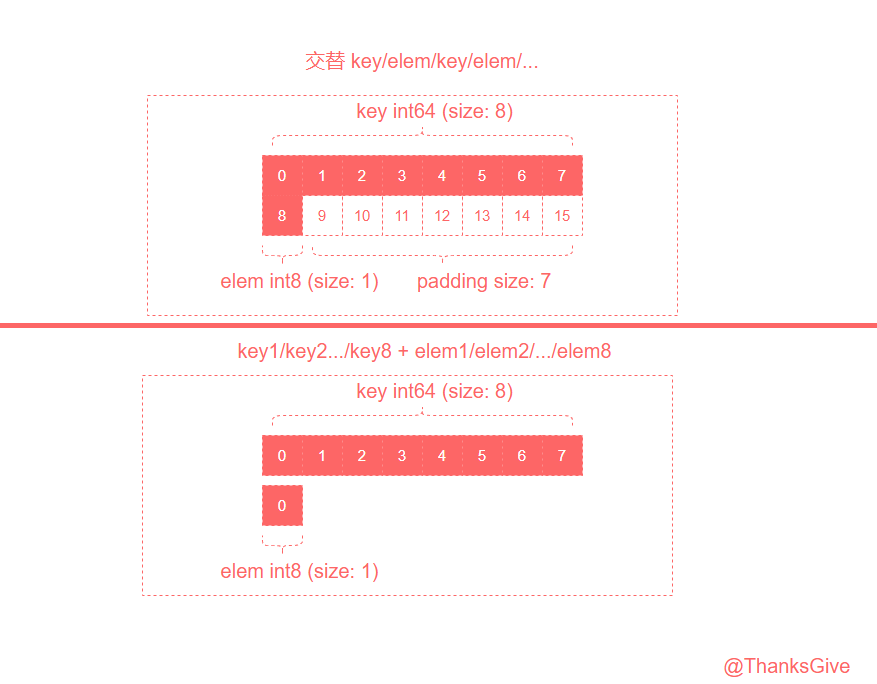 交替 key/elem/key/elem/...
key int64 (size: 8)
0 1 2 3 4 5 6 7
8 9 10 11 12 13 14 15
elem int8 (size: 1) padding size: 7
key1/key2.../key8 + elem1/elem2/.../elem8
key int64 (size: 8)
0 1 2 3 4 5 6 7
0
elem int8 (size: 1)
@ThanksGive